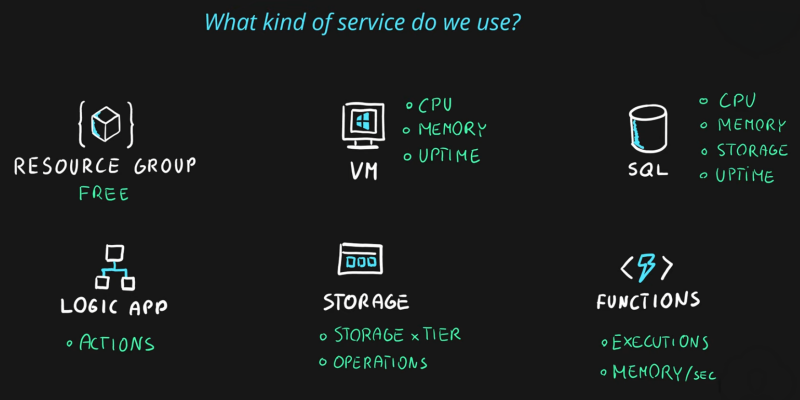 What kind of service do we use?
RESOURCE GROUP
FREE
VM
CPU
MEMORY
UPTIME
SQL
CPU
MEMORY
STORAGE
UPTIME
LOGIC APP
ACTIONS
STORAGE
STORAGE x TIER
OPERATIONS
FUNCTIONS
EXECUTIONS
MEMORY/SEC